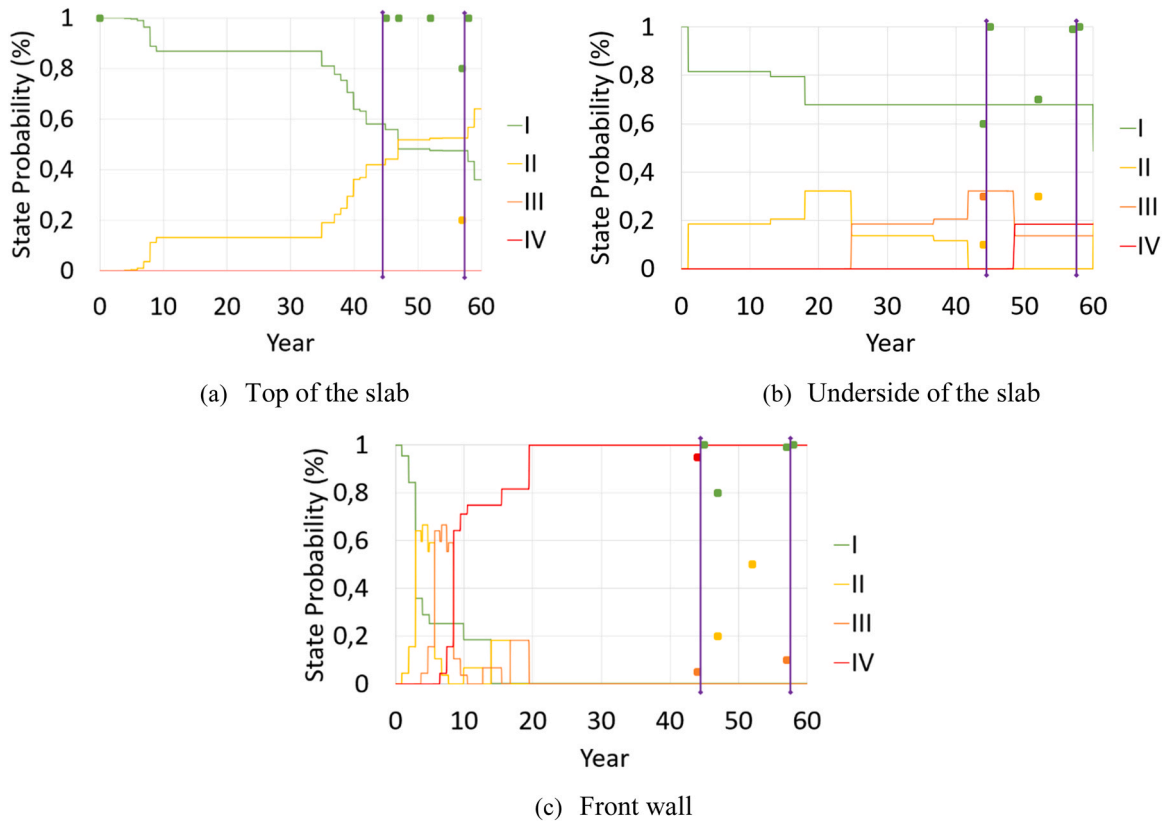 State Probability (%)
1
0,8
0,6
0,4
0,2
0
0 10 20 30 40 50 60
Year
I
II
III
IV
(a) Top of the slab
State Probability (%)
1
0,8
0,6
0,4
0,2
0
0 10 20 30 40 50 60
Year
I
II
III
IV
(b) Underside of the slab
State Probability (%)
1
0,8
0,6
0,4
0,2
0
0 10 20 30 40 50 60
Year
I
II
III
IV
(c) Front wall